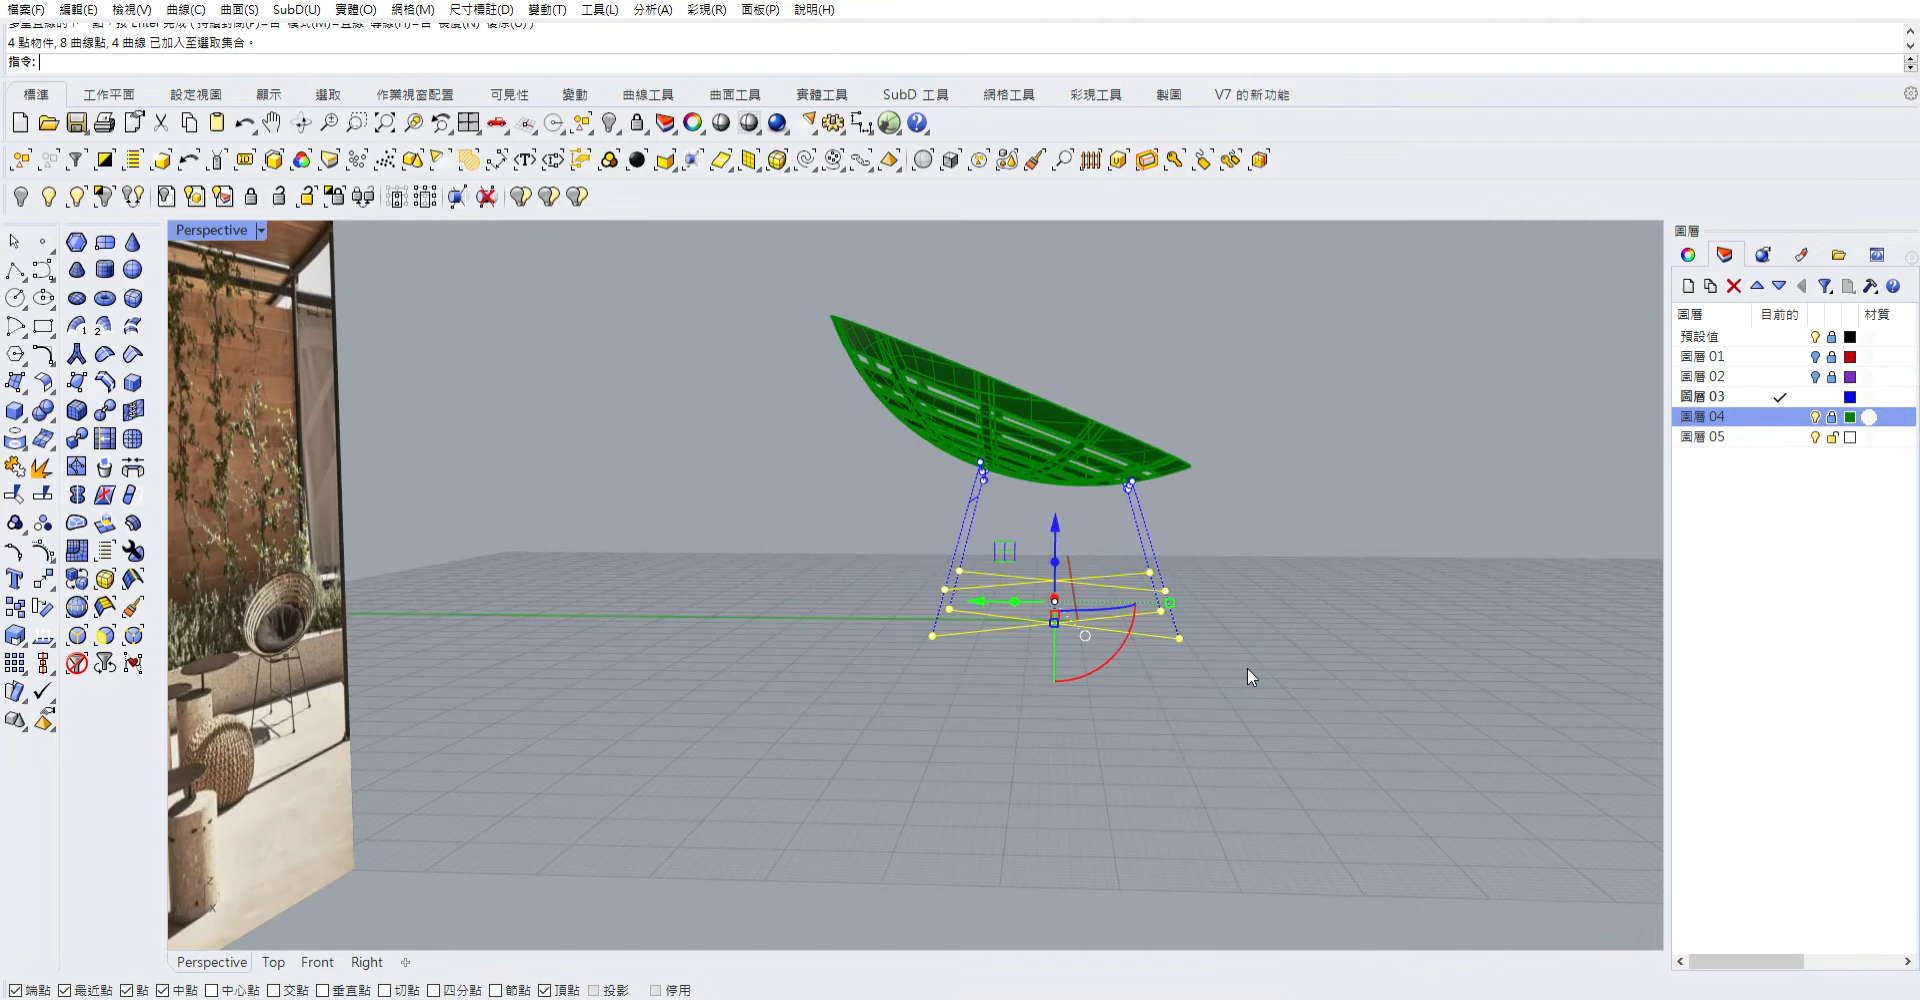 檔案(F) 編輯(E) 檢視(V) 曲線(C) 曲面(S) SubD(U) 實體(O) 網格(M) 尺寸標註(D) 變動(T) 工具(L) 分析(A) 彩現(R) 面板(P) 說明(H)
4 點物件, 8 曲線點, 4 曲線 已加入至選取集合。
指令:
標準 工作平面 設定視圖 顯示 選取 作業視窗配置 可見性 變動 曲線工具 曲面工具 實體工具 SubD 工具 網格工具 彩現工具 製圖 V7 的新功能
Perspective
圖層
圖層 目前的 材質
預設值
圖層 01
圖層 02
圖層 03
圖層 04
圖層 05
z
x
Perspective Top Front Right
端點 最近點 點 中點 中心點 交點 垂直點 切點 四分點 節點 頂點 投影 停用